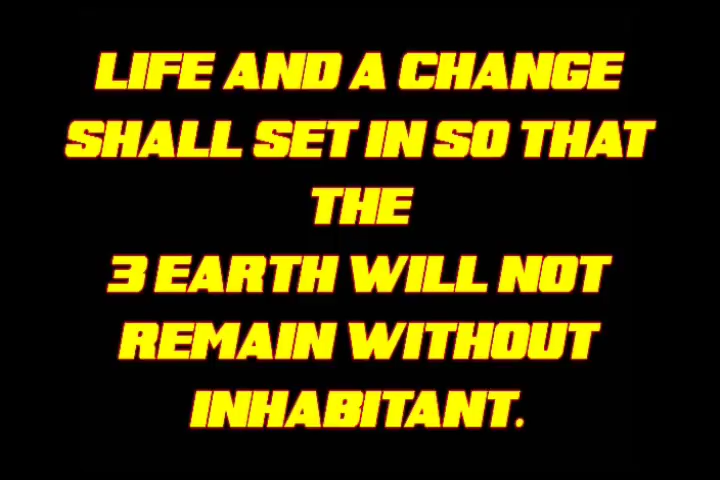 LIFE AND A CHANGE
SHALL SET IN SO THAT
THE
3 EARTH WILL NOT
REMAIN WITHOUT
INHABITANT.